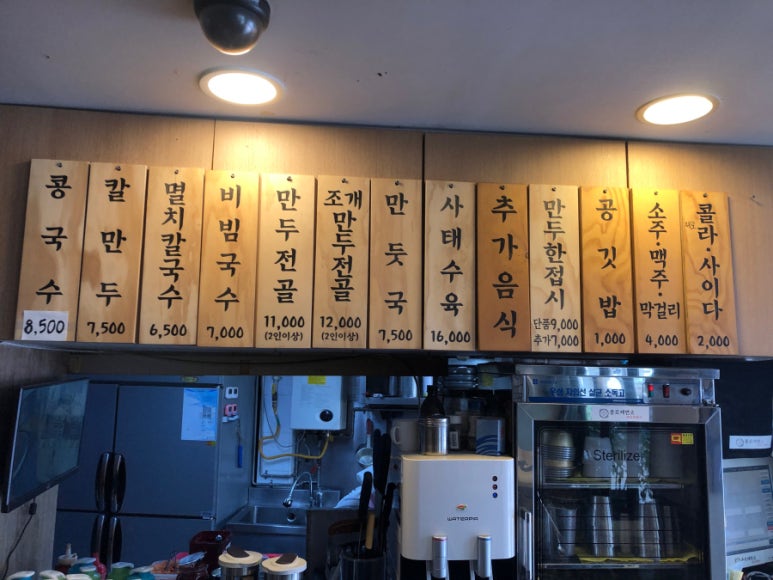 콩국수
8,500
칼만두
7,500
멸치칼국수
6,500
비빔국수
7,000
만두전골
11,000
(2인이상)
조개
만두전골
12,000
(2인이상)
만둣국
7,500
사태수육
16,000
추가음식
만두한접시
단품9,000
추가7,000
공깃밥
1,000
소주·맥주·
막걸리
4,000
콜라·사이다
2,000
Sterilizer
WATERPIA